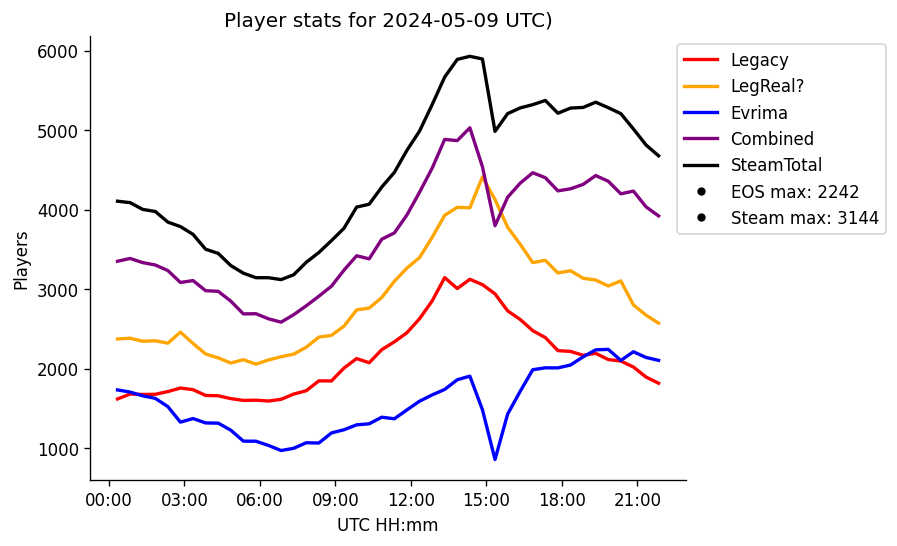 Player stats for 2024-05-09 UTC)
Players
6000
5000
4000
3000
2000
1000
00:00 03:00 06:00 09:00 12:00 15:00 18:00 21:00
UTC HH:mm
Legacy
LegReal?
Evrima
Combined
SteamTotal
EOS max: 2242
Steam max: 3144